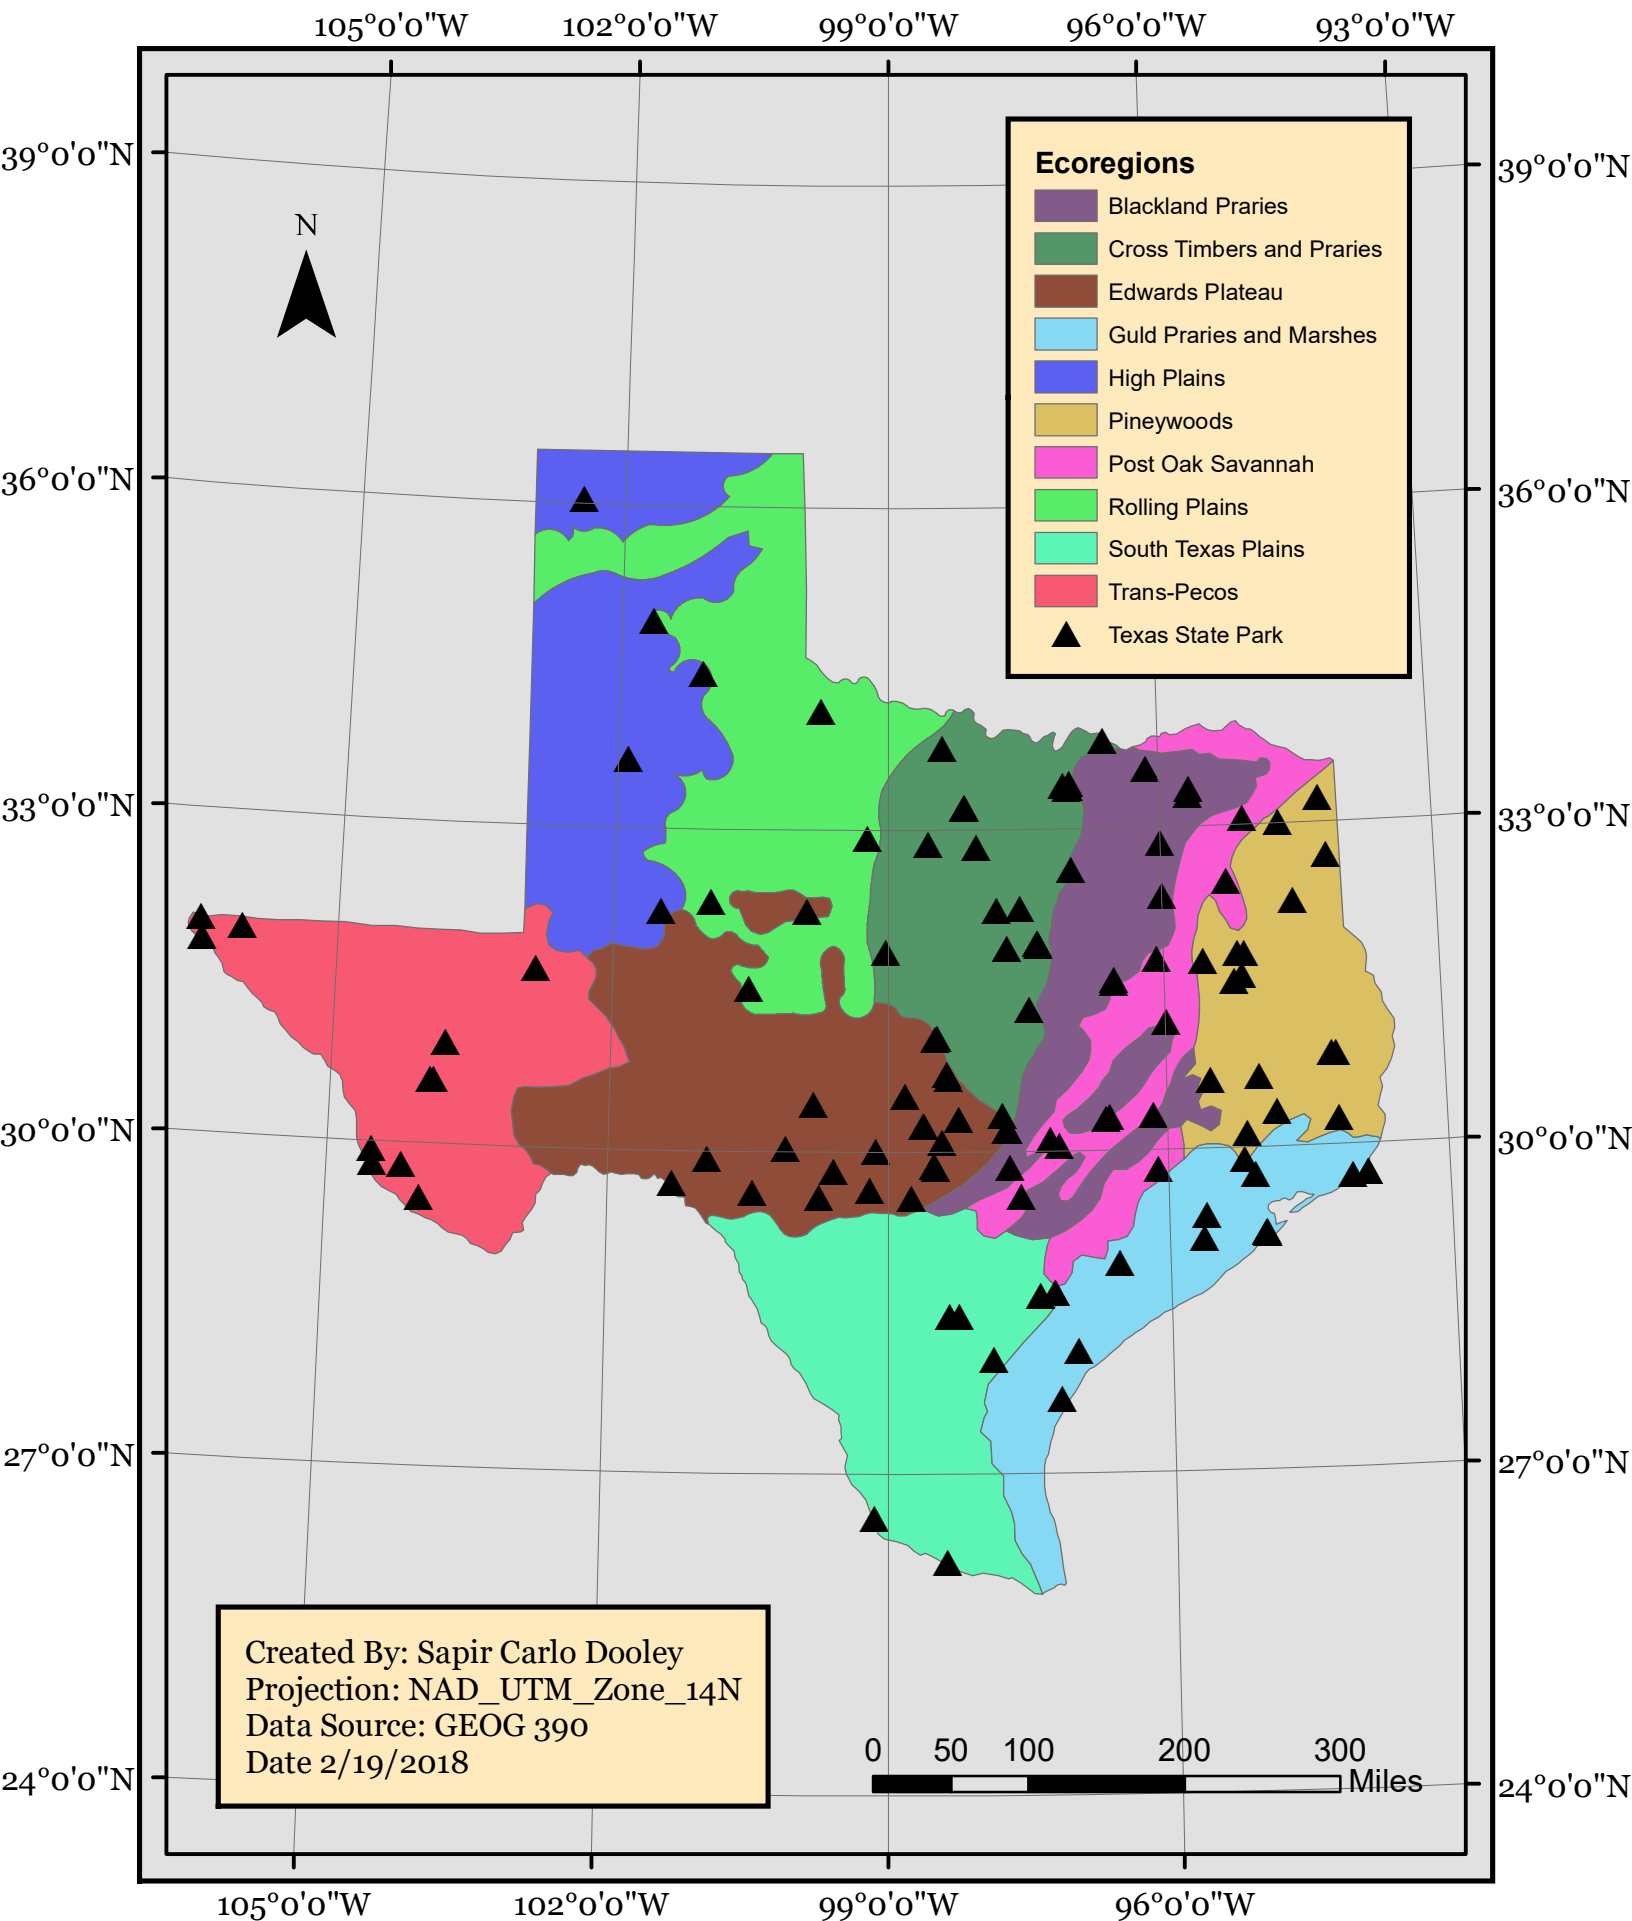 105°0'0"W 102°0'0"W 99°0'0"W 96°0'0"W 93°0'0"W
39°0'0"N 39°0'0"N
N
Ecoregions
Blackland Praries
Cross Timbers and Praries
Edwards Plateau
Guld Praries and Marshes
High Plains
Pineywoods
Post Oak Savannah
Rolling Plains
South Texas Plains
Trans-Pecos
Texas State Park
36°0'0"N 36°0'0"N
33°0'0"N 33°0'0"N
30°0'0"N 30°0'0"N
27°0'0"N 27°0'0"N
Created By: Sapir Carlo Dooley
Projection: NAD_UTM_Zone_14N
Data Source: GEOG 390
Date 2/19/2018
0 50 100 200 300
Miles
24°0'0"N 24°0'0"N
105°0'0"W 102°0'0"W 99°0'0"W 96°0'0"W